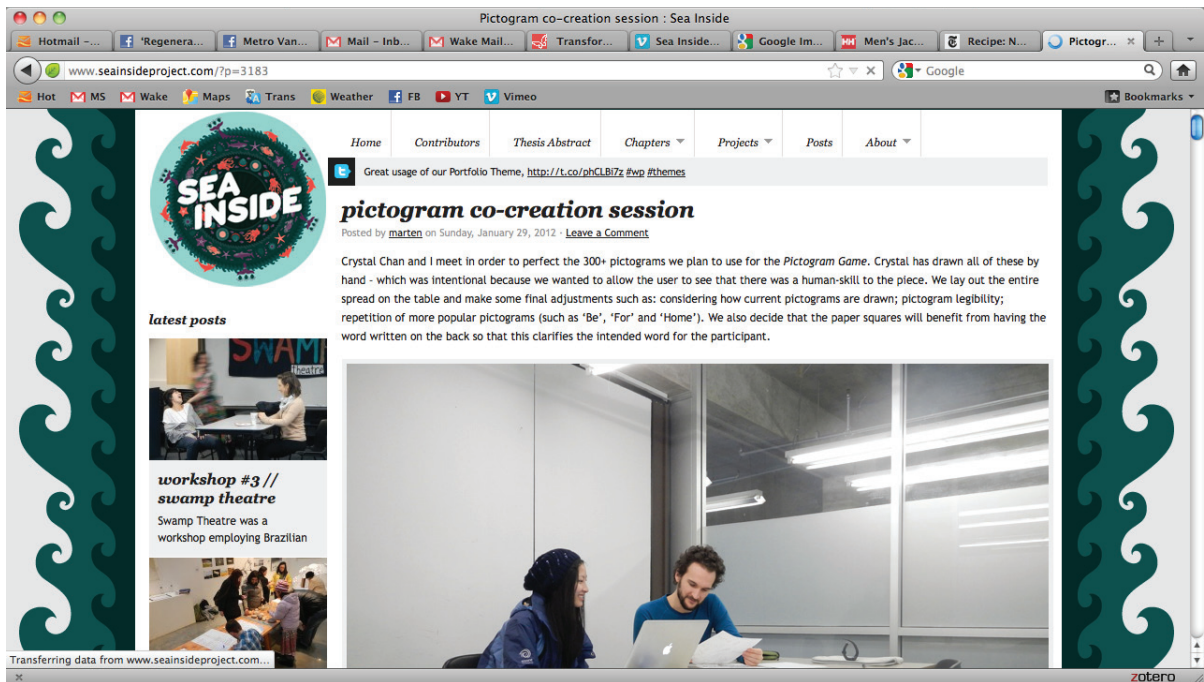 Pictogram co-creation session : Sea Inside
Hotmail -... 'Regenera... Metro Van... Mail - Inb... Wake Mail... Transfor... Sea Inside... Google Im... Men's Jac... Recipe: N... Pictogr...
www.seainsideproject.com/?p=3183 Google
Hot MS Wake Maps Trans Weather FB YT Vimeo Bookmarks
SEA INSIDE
Home Contributors Thesis Abstract Chapters Projects Posts About
Great usage of our Portfolio Theme, http://t.co/phCLBi7z #wp #themes
pictogram co-creation session
Posted by marten on Sunday, January 29, 2012 · Leave a Comment
Crystal Chan and I meet in order to perfect the 300+ pictograms we plan to use for the Pictogram Game. Crystal has drawn all of these by
hand - which was intentional because we wanted to allow the user to see that there was a human-skill to the piece. We lay out the entire
spread on the table and make some final adjustments such as: considering how current pictograms are drawn; pictogram legibility;
repetition of more popular pictograms (such as 'Be', 'For' and 'Home'). We also decide that the paper squares will benefit from having the
word written on the back so that this clarifies the intended word for the participant.
latest posts
SWAMP
Theatre
workshop #3 //
swamp theatre
Swamp Theatre was a
workshop employing Brazilian
Transferring data from www.seainsideproject.com...
zotero